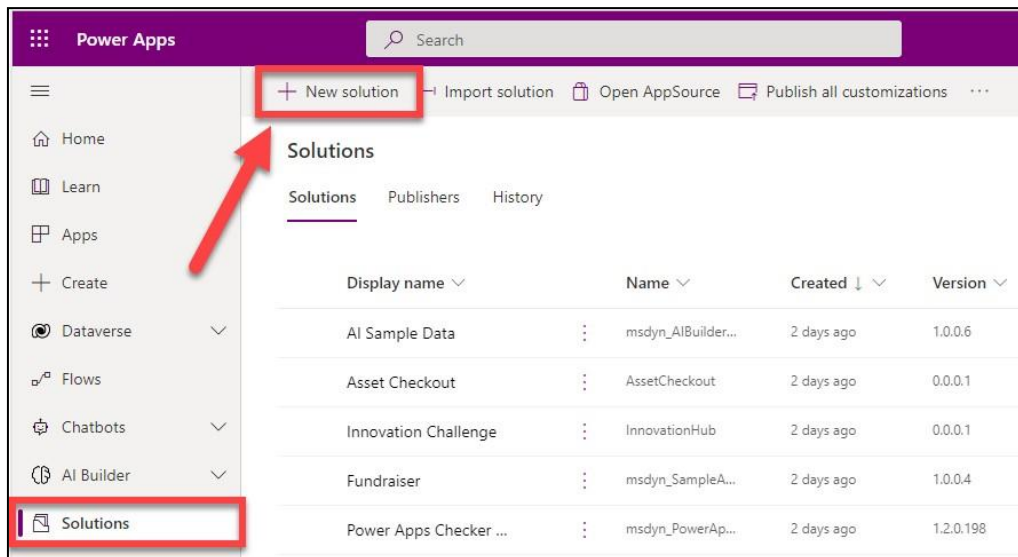 Power Apps
Search
New solution
Import solution
Open AppSource
Publish all customizations
...
Home
Learn
Apps
Create
Dataverse
Flows
Chatbots
AI Builder
Solutions
Solutions
Solutions Publishers History
Display name Name Created ↓ Version
AI Sample Data msdyn_AIBuilder... 2 days ago 1.0.0.6
Asset Checkout AssetCheckout 2 days ago 0.0.0.1
Innovation Challenge InnovationHub 2 days ago 0.0.0.1
Fundraiser msdyn_SampleA... 2 days ago 1.0.0.4
Power Apps Checker ... msdyn_PowerAp... 2 days ago 1.2.0.198